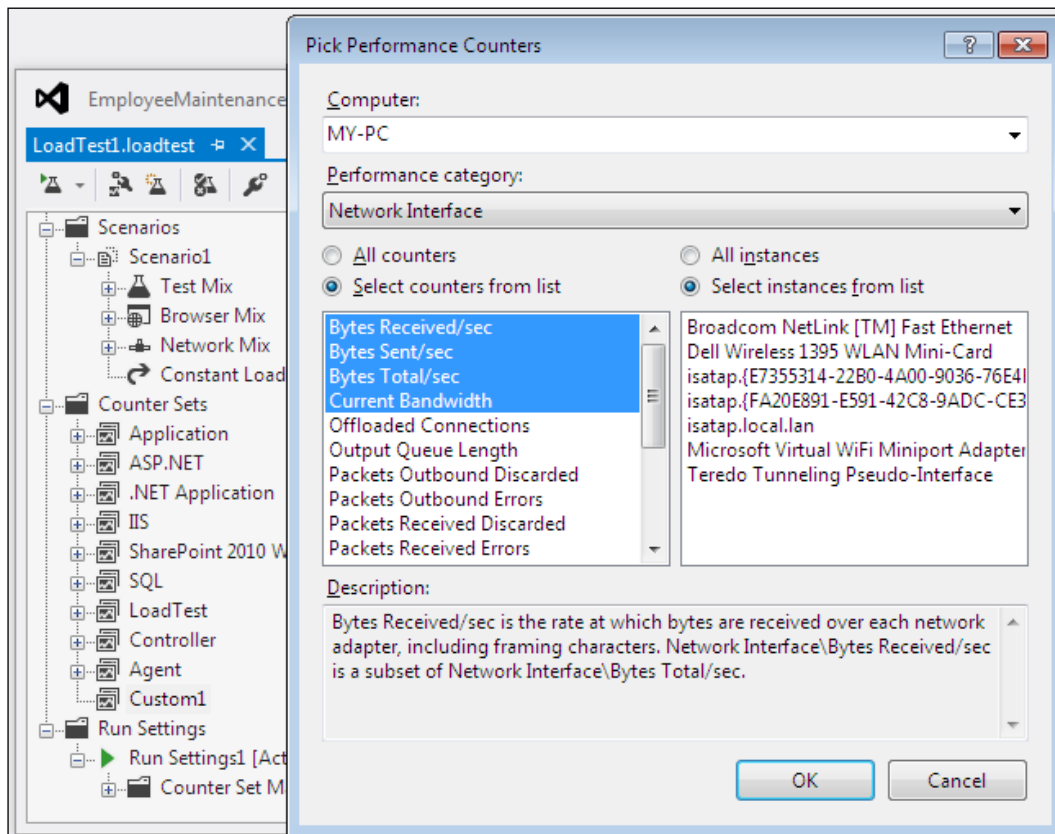 Pick Performance Counters
EmployeeMaintenance
LoadTest1.loadtest
Scenarios
Scenario1
Test Mix
Browser Mix
Network Mix
Constant Load
Counter Sets
Application
ASP.NET
.NET Application
IIS
SharePoint 2010 W
SQL
LoadTest
Controller
Agent
Custom1
Run Settings
Run Settings1 [Act
Counter Set M
Computer:
MY-PC
Performance category:
Network Interface
All counters
Select counters from list
All instances
Select instances from list
Bytes Received/sec
Bytes Sent/sec
Bytes Total/sec
Current Bandwidth
Offloaded Connections
Output Queue Length
Packets Outbound Discarded
Packets Outbound Errors
Packets Received Discarded
Packets Received Errors
Broadcom NetLink [TM] Fast Ethernet
Dell Wireless 1395 WLAN Mini-Card
isatap.{E7355314-22B0-4A00-9036-76E4
isatap.{FA20E891-E591-42C8-9ADC-CE3
isatap.local.lan
Microsoft Virtual WiFi Miniport Adapter
Teredo Tunneling Pseudo-Interface
Description:
Bytes Received/sec is the rate at which bytes are received over each network
adapter, including framing characters. Network Interface\Bytes Received/sec
is a subset of Network Interface\Bytes Total/sec.
OK
Cancel